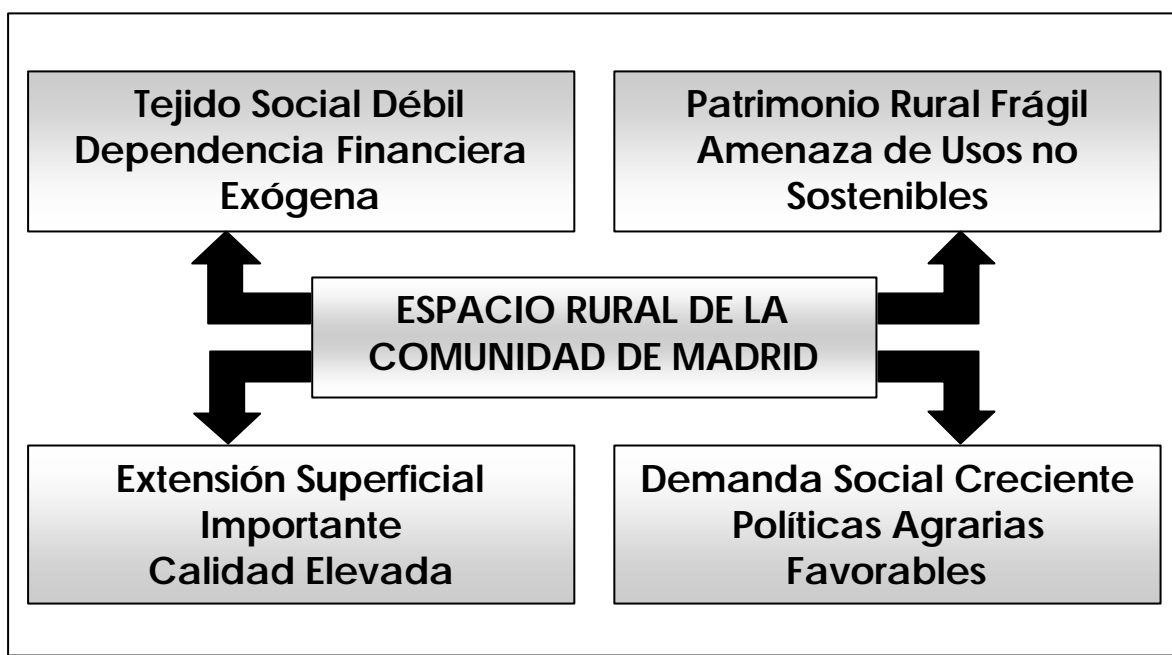 Tejido Social Débil
Dependencia Financiera
Exógena
Patrimonio Rural Frágil
Amenaza de Usos no
Sostenibles
ESPACIO RURAL DE LA
COMUNIDAD DE MADRID
Extensión Superficial
Importante
Calidad Elevada
Demanda Social Creciente
Políticas Agrarias
Favorables